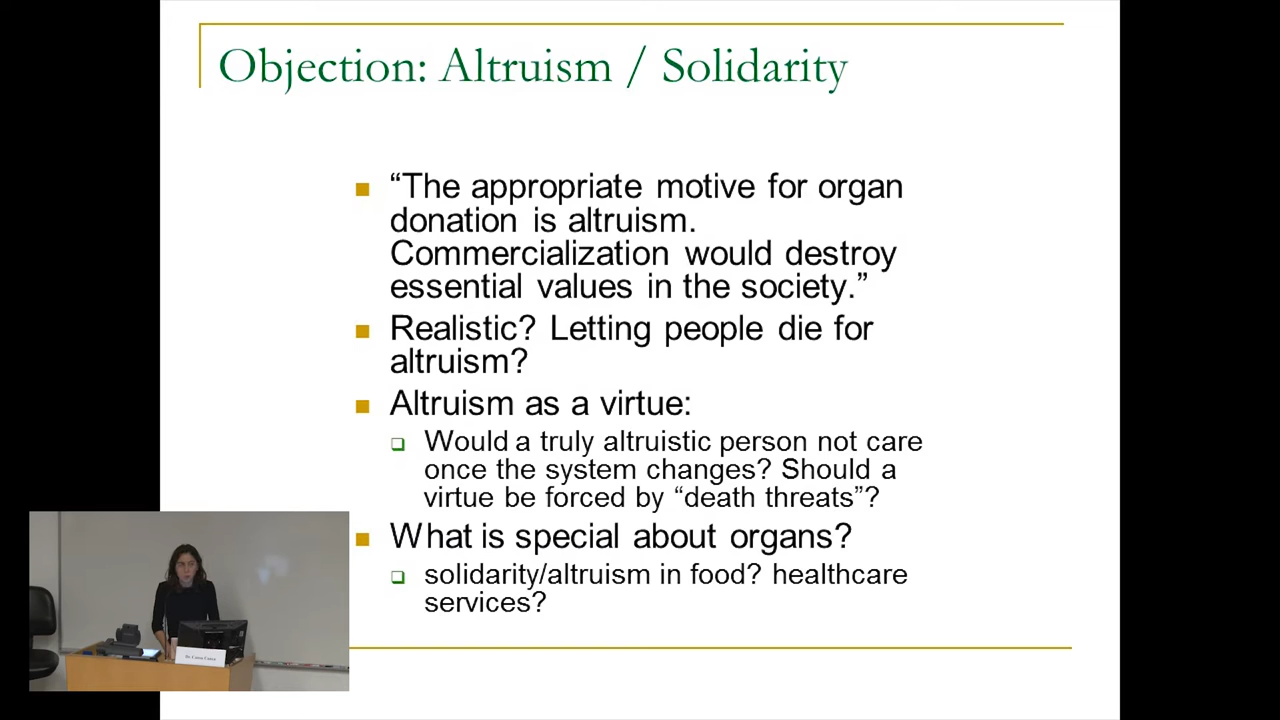 Objection: Altruism / Solidarity
“The appropriate motive for organ
donation is altruism.
Commercialization would destroy
essential values in the society.”
Realistic? Letting people die for
altruism?
Altruism as a virtue:
Would a truly altruistic person not care
once the system changes? Should a
virtue be forced by “death threats”?
What is special about organs?
solidarity/altruism in food? healthcare
services?